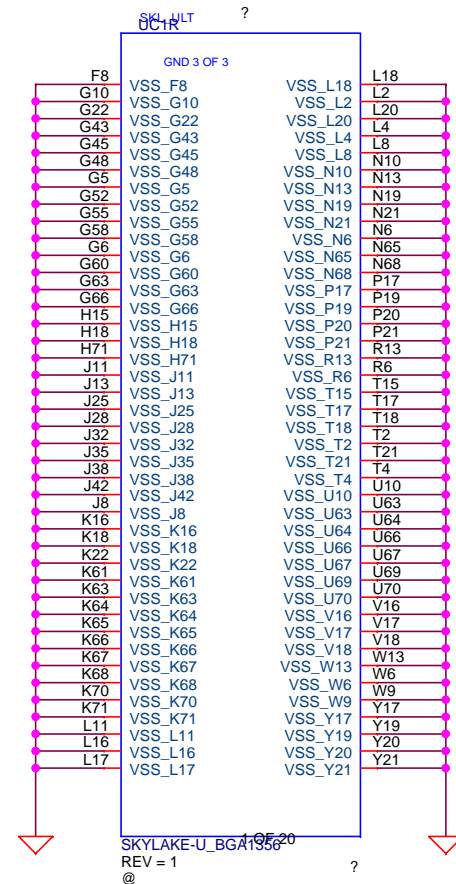 SKL_ULT
?
UC1R
GND 3 OF 3
F8 VSS_F8 VSS_L18 L18
G10 VSS_G10 VSS_L2 L2
G22 VSS_G22 VSS_L20 L20
G43 VSS_G43 VSS_L4 L4
G45 VSS_G45 VSS_L8 L8
G48 VSS_G48 VSS_N10 N10
G5 VSS_G5 VSS_N13 N13
G52 VSS_G52 VSS_N19 N19
G55 VSS_G55 VSS_N21 N21
G58 VSS_G58 VSS_N6 N6
G6 VSS_G6 VSS_N65 N65
G60 VSS_G60 VSS_N68 N68
G63 VSS_G63 VSS_P17 P17
G66 VSS_G66 VSS_P19 P19
H15 VSS_H15 VSS_P20 P20
H18 VSS_H18 VSS_P21 P21
H71 VSS_H71 VSS_R13 R13
J11 VSS_J11 VSS_R6 R6
J13 VSS_J13 VSS_T15 T15
J25 VSS_J25 VSS_T17 T17
J28 VSS_J28 VSS_T18 T18
J32 VSS_J32 VSS_T2 T2
J35 VSS_J35 VSS_T21 T21
J38 VSS_J38 VSS_T4 T4
J42 VSS_J42 VSS_U10 U10
J8 VSS_J8 VSS_U63 U63
K16 VSS_K16 VSS_U64 U64
K18 VSS_K18 VSS_U66 U66
K22 VSS_K22 VSS_U67 U67
K61 VSS_K61 VSS_U69 U69
K63 VSS_K63 VSS_U70 U70
K64 VSS_K64 VSS_V16 V16
K65 VSS_K65 VSS_V17 V17
K66 VSS_K66 VSS_V18 V18
K67 VSS_K67 VSS_W13 W13
K68 VSS_K68 VSS_W6 W6
K70 VSS_K70 VSS_W9 W9
K71 VSS_K71 VSS_Y17 Y17
L11 VSS_L11 VSS_Y19 Y19
L16 VSS_L16 VSS_Y20 Y20
L17 VSS_L17 VSS_Y21 Y21
1 OF 20
SKYLAKE-U_BGA1356
REV = 1
?
@